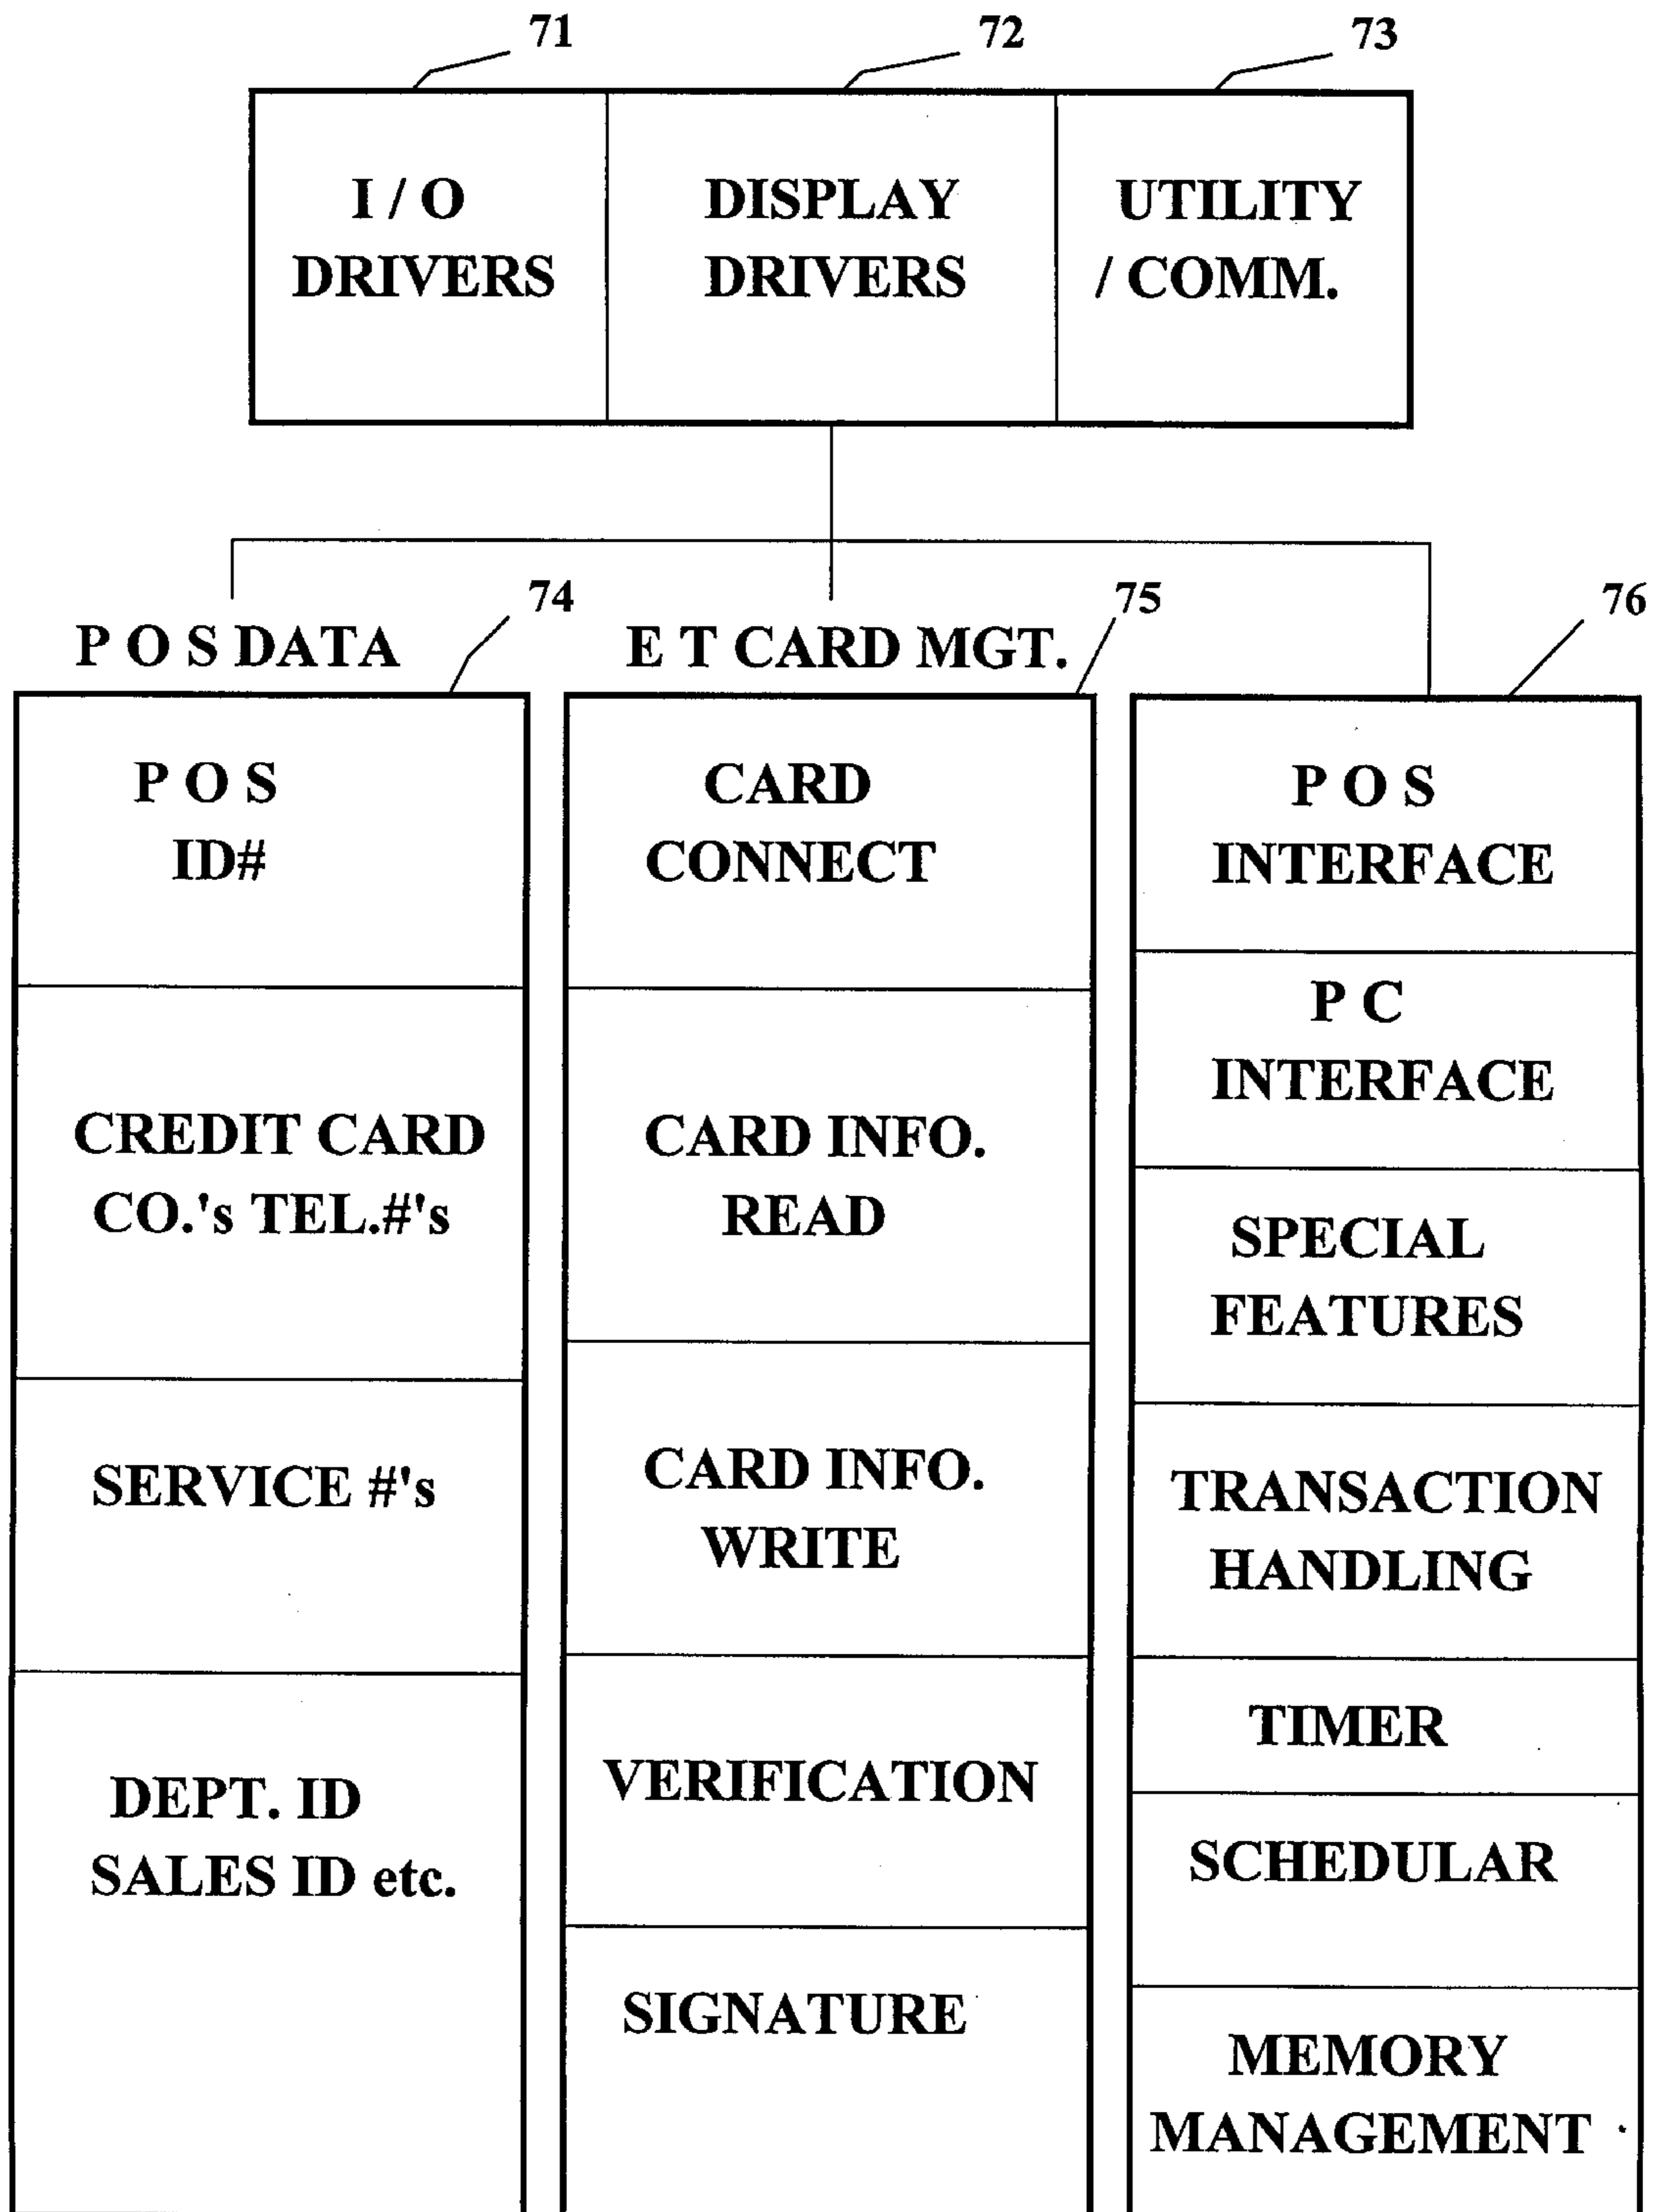 71
72
73
I / O
DRIVERS
DISPLAY
DRIVERS
UTILITY
/ COMM.
74
75
76
P O S DATA
E T CARD MGT.
P O S
ID#
CREDIT CARD
CO.'s TEL.#'s
SERVICE #'s
DEPT. ID
SALES ID etc.
CARD
CONNECT
CARD INFO.
READ
CARD INFO.
WRITE
VERIFICATION
SIGNATURE
P O S
INTERFACE
P C
INTERFACE
SPECIAL
FEATURES
TRANSACTION
HANDLING
TIMER
SCHEDULAR
MEMORY
MANAGEMENT